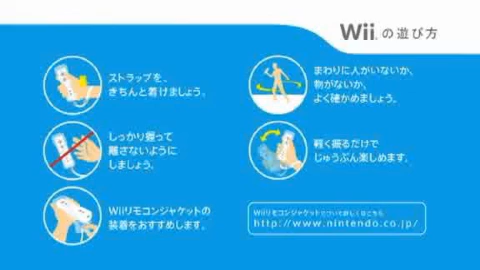 Wii の遊び方
ストラップを、
きちんと着けましょう。
しっかり握って
離さないように
しましょう。
Wiiリモコンジャケットの
装着をおすすめします。
まわりに人がいないか、
物がないか、
よく確かめましょう。
軽く振るだけで
じゅうぶん楽しめます。
Wiiリモコンジャケットについて詳しくはこちら
http://www.nintendo.co.jp/